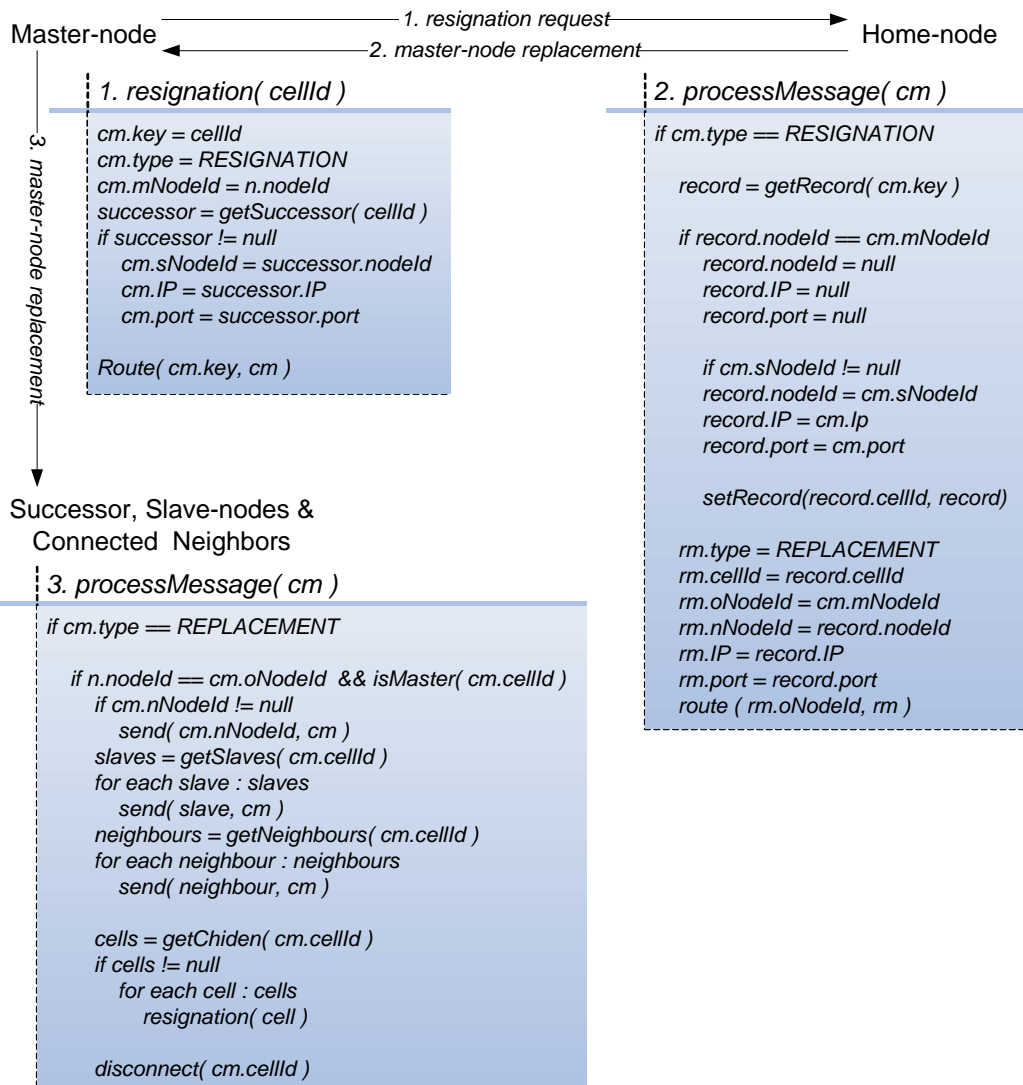 1. resignation request
Master-node
Home-node
2. master-node replacement
3. master-node replacement
1. resignation( cellId )
cm.key = cellId
cm.type = RESIGNATION
cm.mNodeId = n.nodeId
successor = getSuccessor( cellId )
if successor != null
cm.sNodeId = successor.nodeId
cm.IP = successor.IP
cm.port = successor.port
Route( cm.key, cm )
2. processMessage( cm )
if cm.type == RESIGNATION
record = getRecord( cm.key )
if record.nodeId == cm.mNodeId
record.nodeId = null
record.IP = null
record.port = null
if cm.sNodeId != null
record.nodeId = cm.sNodeId
record.IP = cm.Ip
record.port = cm.port
setRecord(record.cellId, record)
rm.type = REPLACEMENT
rm.cellId = record.cellId
rm.oNodeId = cm.mNodeId
rm.nNodeId = record.nodeId
rm.IP = record.IP
rm.port = record.port
route ( rm.oNodeId, rm )
Successor, Slave-nodes &
Connected Neighbors
3. processMessage( cm )
if cm.type == REPLACEMENT
if n.nodeId == cm.oNodeId && isMaster( cm.cellId )
if cm.nNodeId != null
send( cm.nNodeId, cm )
slaves = getSlaves( cm.cellId )
for each slave : slaves
send( slave, cm )
neighbours = getNeighbours( cm.cellId )
for each neighbour : neighbours
send( neighbour, cm )
cells = getChiden( cm.cellId )
if cells != null
for each cell : cells
resignation( cell )
disconnect( cm.cellId )